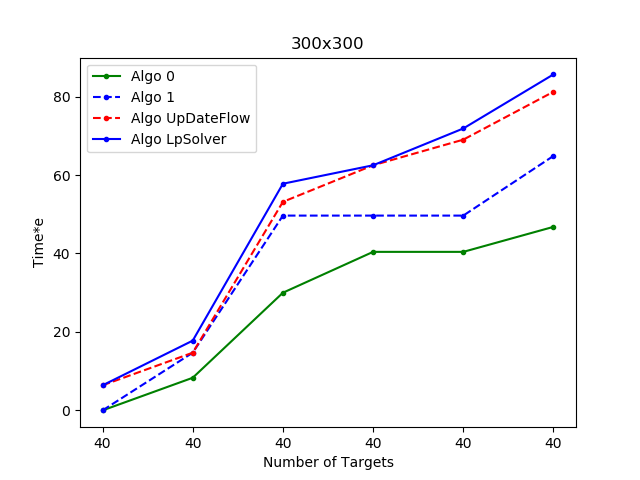 300x300
Algo 0
Algo 1
Algo UpDateFlow
Algo LpSolver
80
60
40
20
0
Time*e
40 40 40 40 40 40
Number of Targets